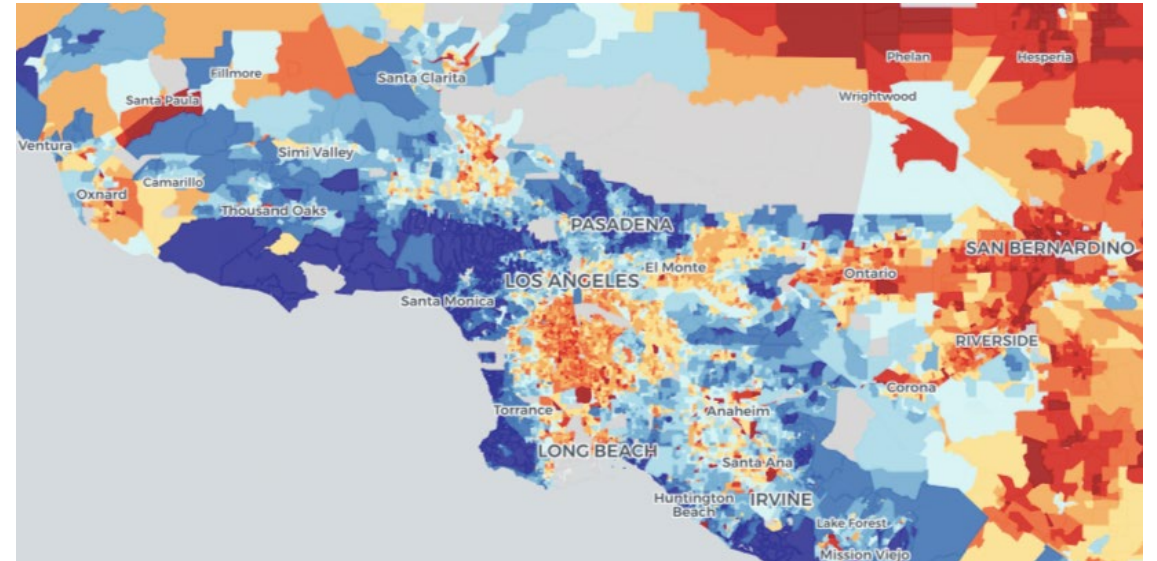 Phelan
Hesperia
Fillmore
Santa Clarita
Santa Paula
Wrightwood
Ventura
Simi Valley
Camarillo
Oxnard
Thousand Oaks
PASADENA
SAN BERNARDINO
El Monte
LOS ANGELES
Ontario
Santa Monica
RIVERSIDE
Corona
Torrance
Anaheim
LONG BEACH
Santa Ana
Huntington
Beach
IRVINE
Lake Forest
Mission Viejo